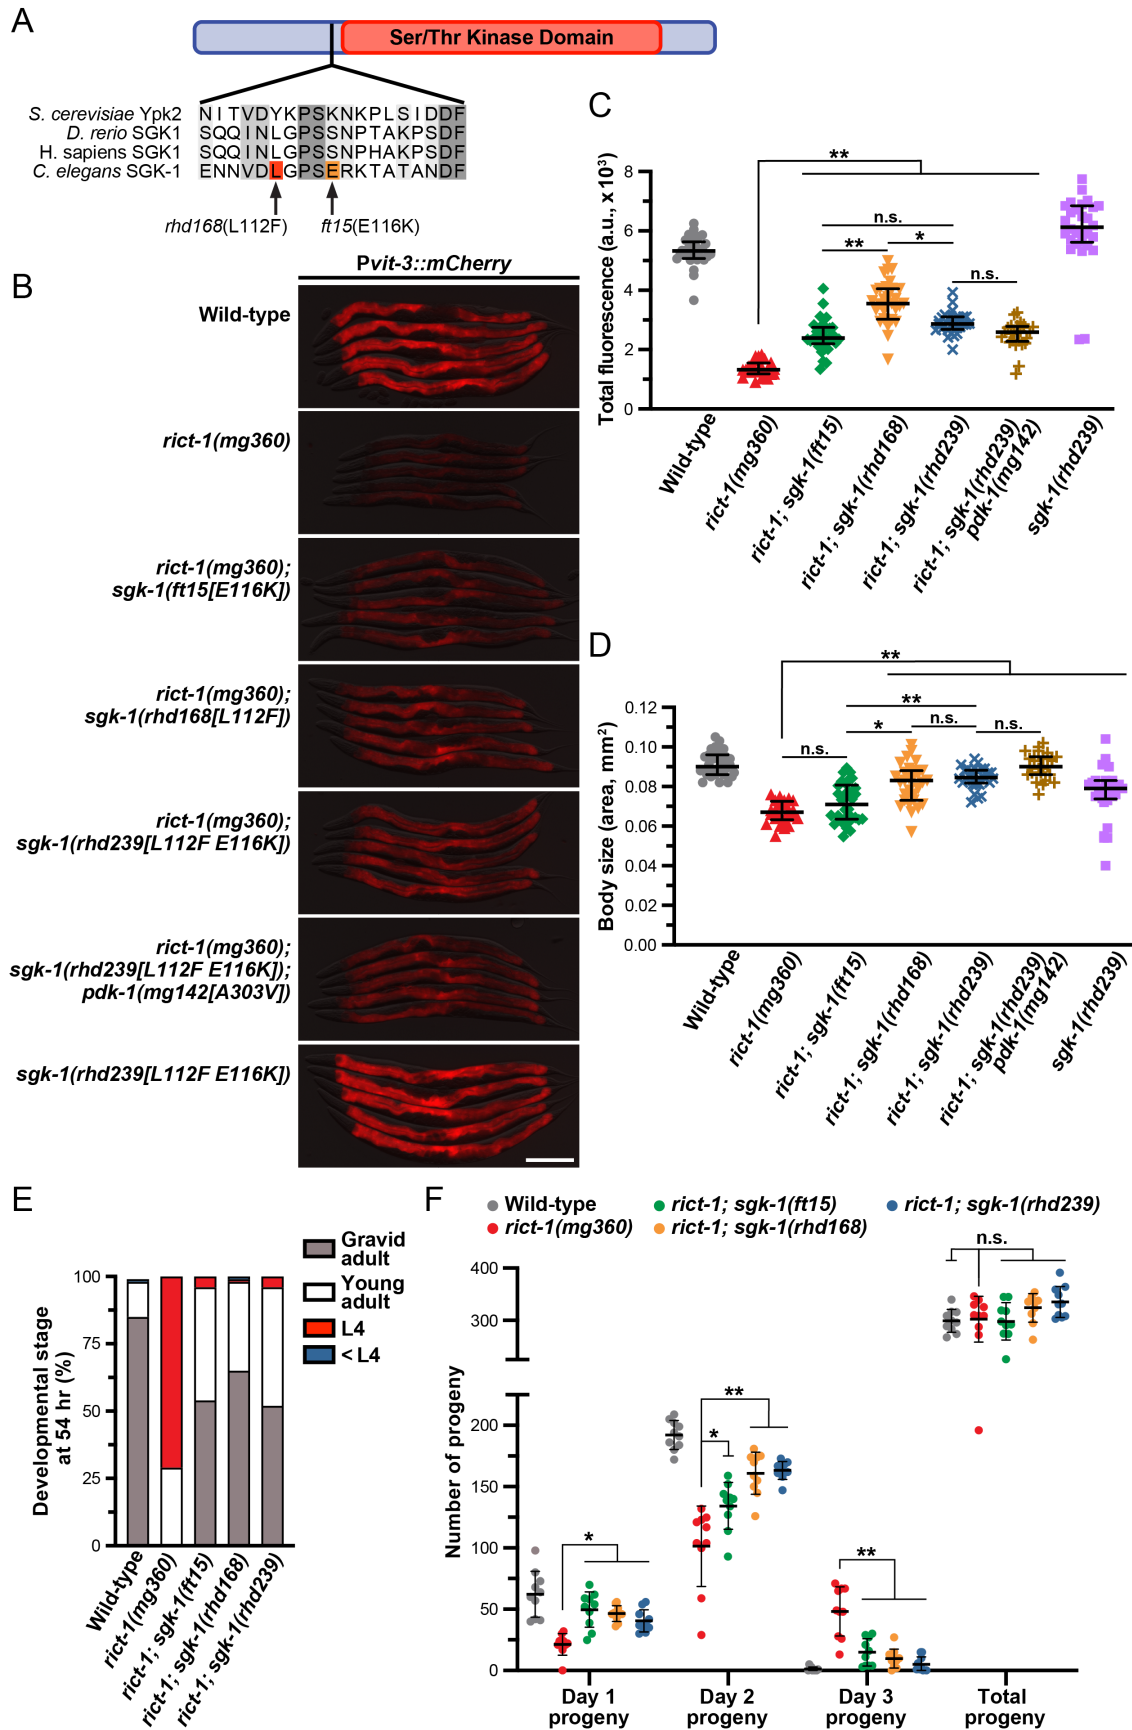 A
Ser/Thr Kinase Domain
S. cerevisiae Ypk2 NITVDYKPSKNKPLSIDDF
D. rerio SGK1 SQQINLGPSSNPTAKPSDF
H. sapiens SGK1 SQQINLGPSSNPHAKPSDF
C. elegans SGK-1 ENNVDLGPSERKTATANDF
rhd168(L112F) ft15(E116K)
B
Pvit-3::mCherry
Wild-type
rict-1(mg360)
rict-1(mg360);
sgk-1(ft15[E116K])
rict-1(mg360);
sgk-1(rhd168[L112F])
rict-1(mg360);
sgk-1(rhd239[L112F E116K])
rict-1(mg360);
sgk-1(rhd239[L112F E116K]);
pdk-1(mg142[A303V])
sgk-1(rhd239[L112F E116K])
C
Total fluorescence (a.u., x 10³)
8
6
4
2
0
**
n.s.
**
*
n.s.
Wild-type
rict-1(mg360)
rict-1; sgk-1(ft15)
rict-1; sgk-1(rhd168)
rict-1; sgk-1(rhd239)
rict-1; sgk-1(rhd239)
pdk-1(mg142)
sgk-1(rhd239)
D
Body size (area, mm²)
0.12
0.10
0.08
0.06
0.04
0.02
0.00
**
**
*
n.s.
n.s.
n.s.
Wild-type
rict-1(mg360)
rict-1; sgk-1(ft15)
rict-1; sgk-1(rhd168)
rict-1; sgk-1(rhd239)
rict-1; sgk-1(rhd239)
pdk-1(mg142)
sgk-1(rhd239)
E
Developmental stage
at 54 hr (%)
100
75
50
25
0
Gravid
adult
Young
adult
L4
< L4
Wild-type
rict-1(mg360)
rict-1; sgk-1(ft15)
rict-1; sgk-1(rhd168)
rict-1; sgk-1(rhd239)
F
Wild-type
rict-1(mg360)
rict-1; sgk-1(ft15)
rict-1; sgk-1(rhd168)
rict-1; sgk-1(rhd239)
Number of progeny
400
300
200
150
100
50
0
*
*
**
**
n.s.
Day 1
progeny
Day 2
progeny
Day 3
progeny
Total
progeny